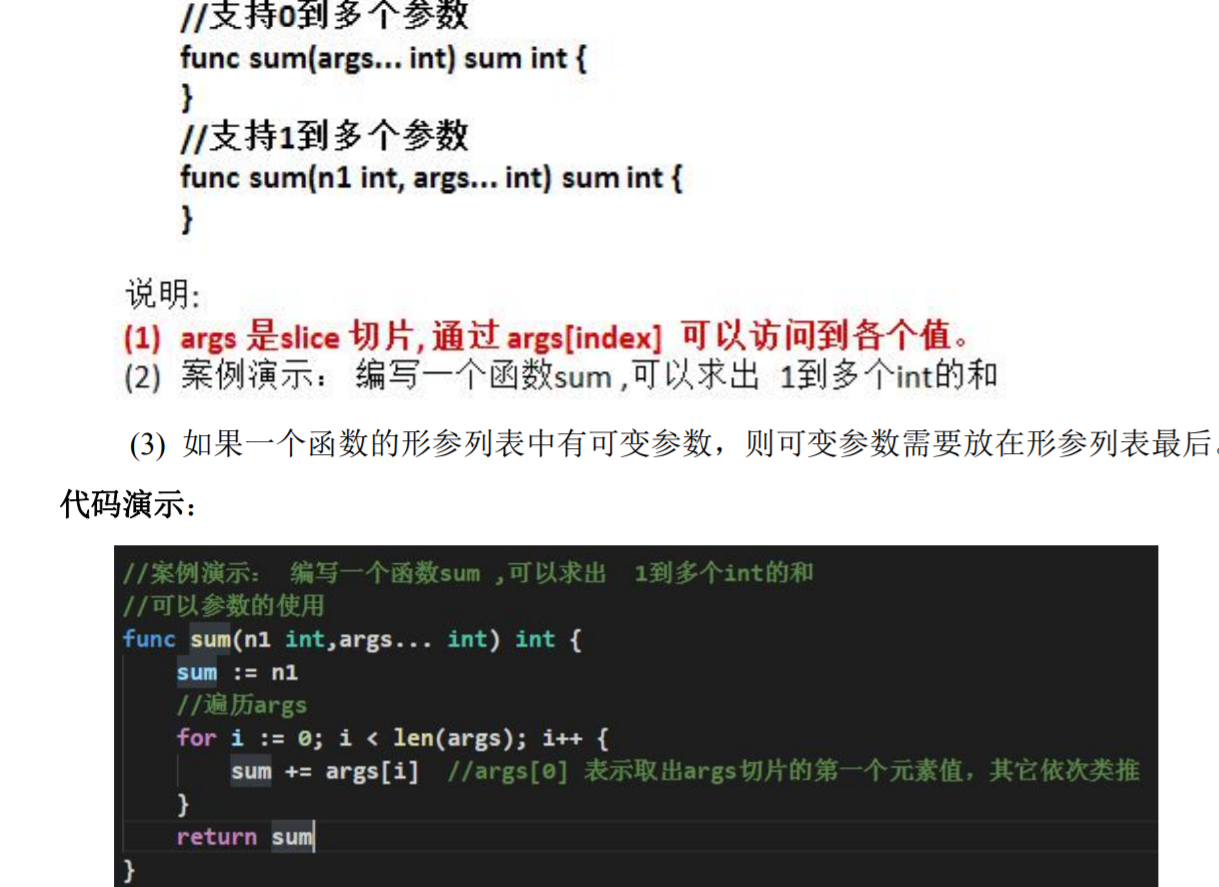 //支持0到多个参数
func sum(args... int) sum int {
}
//支持1到多个参数
func sum(n1 int, args... int) sum int {
}
说明:
(1) args 是slice 切片,通过 args[index] 可以访问到各个值。
(2) 案例演示： 编写一个函数sum ,可以求出 1到多个int的和
(3) 如果一个函数的形参列表中有可变参数，则可变参数需要放在形参列表最后。
代码演示：
//案例演示： 编写一个函数sum ,可以求出 1到多个int的和
//可以参数的使用
func sum(n1 int,args... int) int {
sum := n1
//遍历args
for i := 0; i < len(args); i++ {
sum += args[i] //args[0] 表示取出args切片的第一个元素值，其它依次类推
}
return sum
}